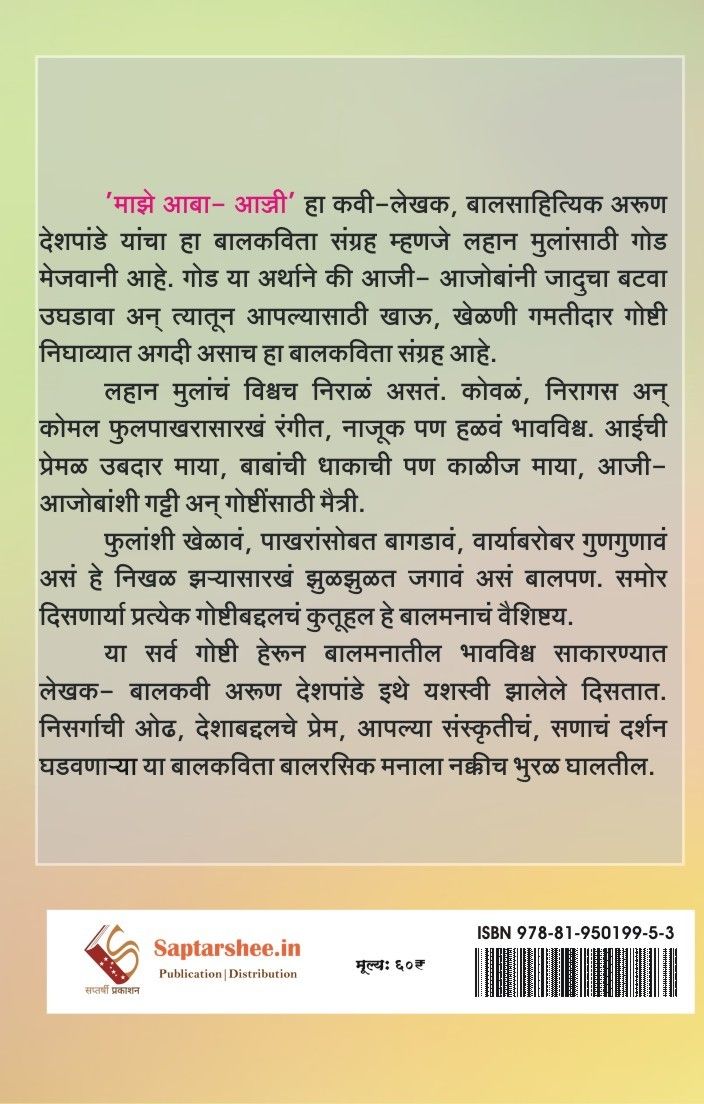 'माझे आबा- आज्जी' हा कवी-लेखक, बालसाहित्यिक अरूण
देशपांडे यांचा हा बालकविता संग्रह म्हणजे लहान मुलांसाठी गोड
मेजवानी आहे. गोड या अर्थाने की आजी- आजोबांनी जादुचा बटवा
उघडावा अन् त्यातून आपल्यासाठी खाऊ, खेळणी गमतीदार गोष्टी
निघाव्यात अगदी असाच हा बालकविता संग्रह आहे.
लहान मुलांचं विश्वच निराळं असतं. कोवळं, निरागस अन्
कोमल फुलपाखरासारखं रंगीत, नाजूक पण हळवं भावविश्व. आईची
प्रेमळ उबदार माया, बाबांची धाकाची पण काळीज माया, आजी-
आजोबांशी गट्टी अन् गोष्टींसाठी मैत्री.
फुलांशी खेळावं, पाखरांसोबत बागडावं, वार्याबरोबर गुणगुणावं
असं हे निखळ झऱ्यासारखं झुळझुळत जगावं असं बालपण. समोर
दिसणार्या प्रत्येक गोष्टीबद्दलचं कुतूहल हे बालमनाचं वैशिष्टय.
या सर्व गोष्टी हेरून बालमनातील भावविश्व साकारण्यात
लेखक- बालकवी अरूण देशपांडे इथे यशस्वी झालेले दिसतात.
निसर्गाची ओढ, देशाबद्दलचे प्रेम, आपल्या संस्कृतीचं, सणाचं दर्शन
घडवणाऱ्या या बालकविता बालरसिक मनाला नक्कीच भुरळ घालतील.
सप्तर्षी प्रकाशन
Saptarshee.in
Publication|Distribution
मूल्य: ६०₹
ISBN 978-81-950199-5-3